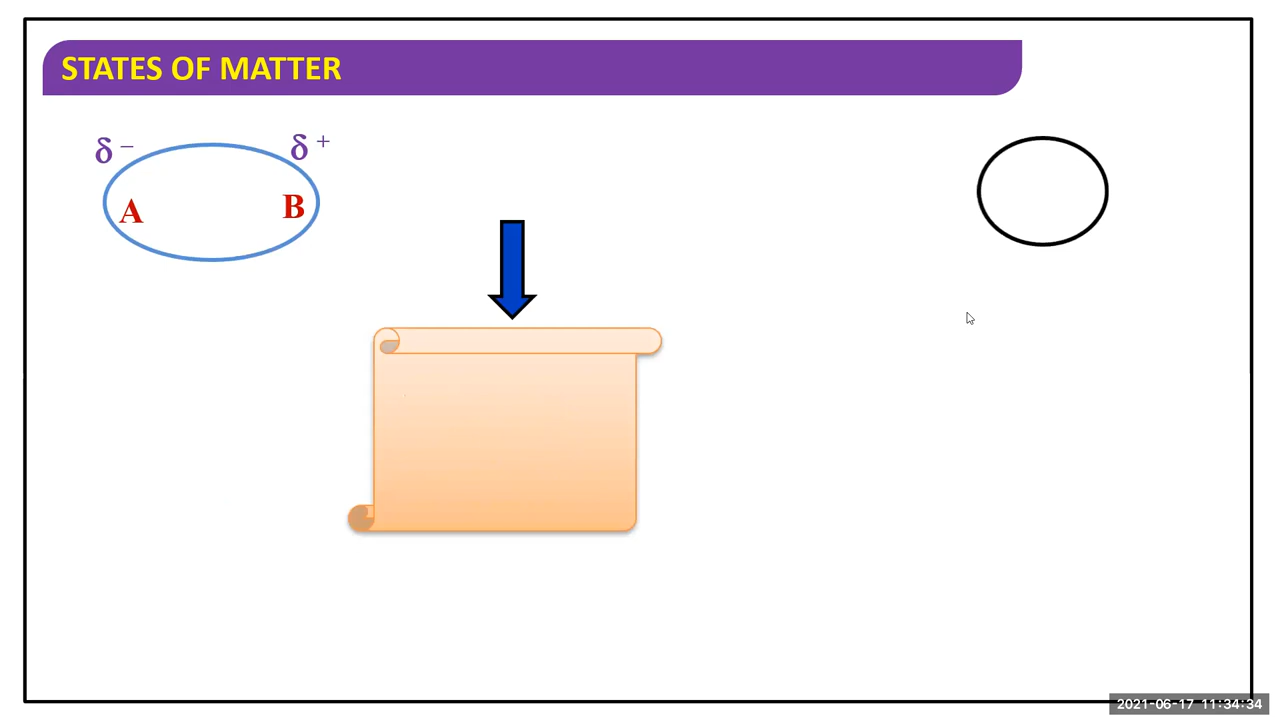 STATES OF MATTER
δ⁻ δ⁺
A B
2021-06-17 11:34:34